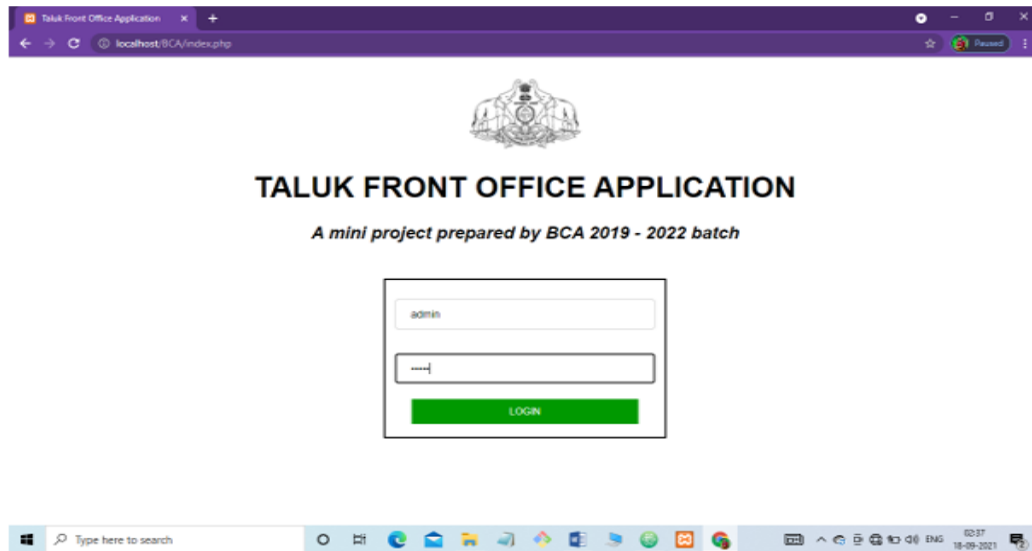 Taluk Front Office Application
localhost/BCA/index.php
Paused
TALUK FRONT OFFICE APPLICATION
A mini project prepared by BCA 2019 - 2022 batch
admin
-----
LOGIN
Type here to search
ENG
02:37
18-09-2021